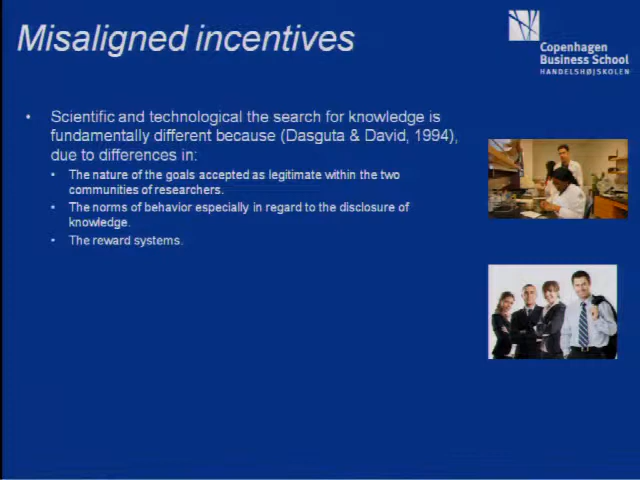 Misaligned incentives
Copenhagen
Business School
HANDELSHØJSKOLEN
• Scientific and technological the search for knowledge is
fundamentally different because (Dasguta & David, 1994),
due to differences in:
• The nature of the goals accepted as legitimate within the two
communities of researchers.
• The norms of behavior especially in regard to the disclosure of
knowledge.
• The reward systems.